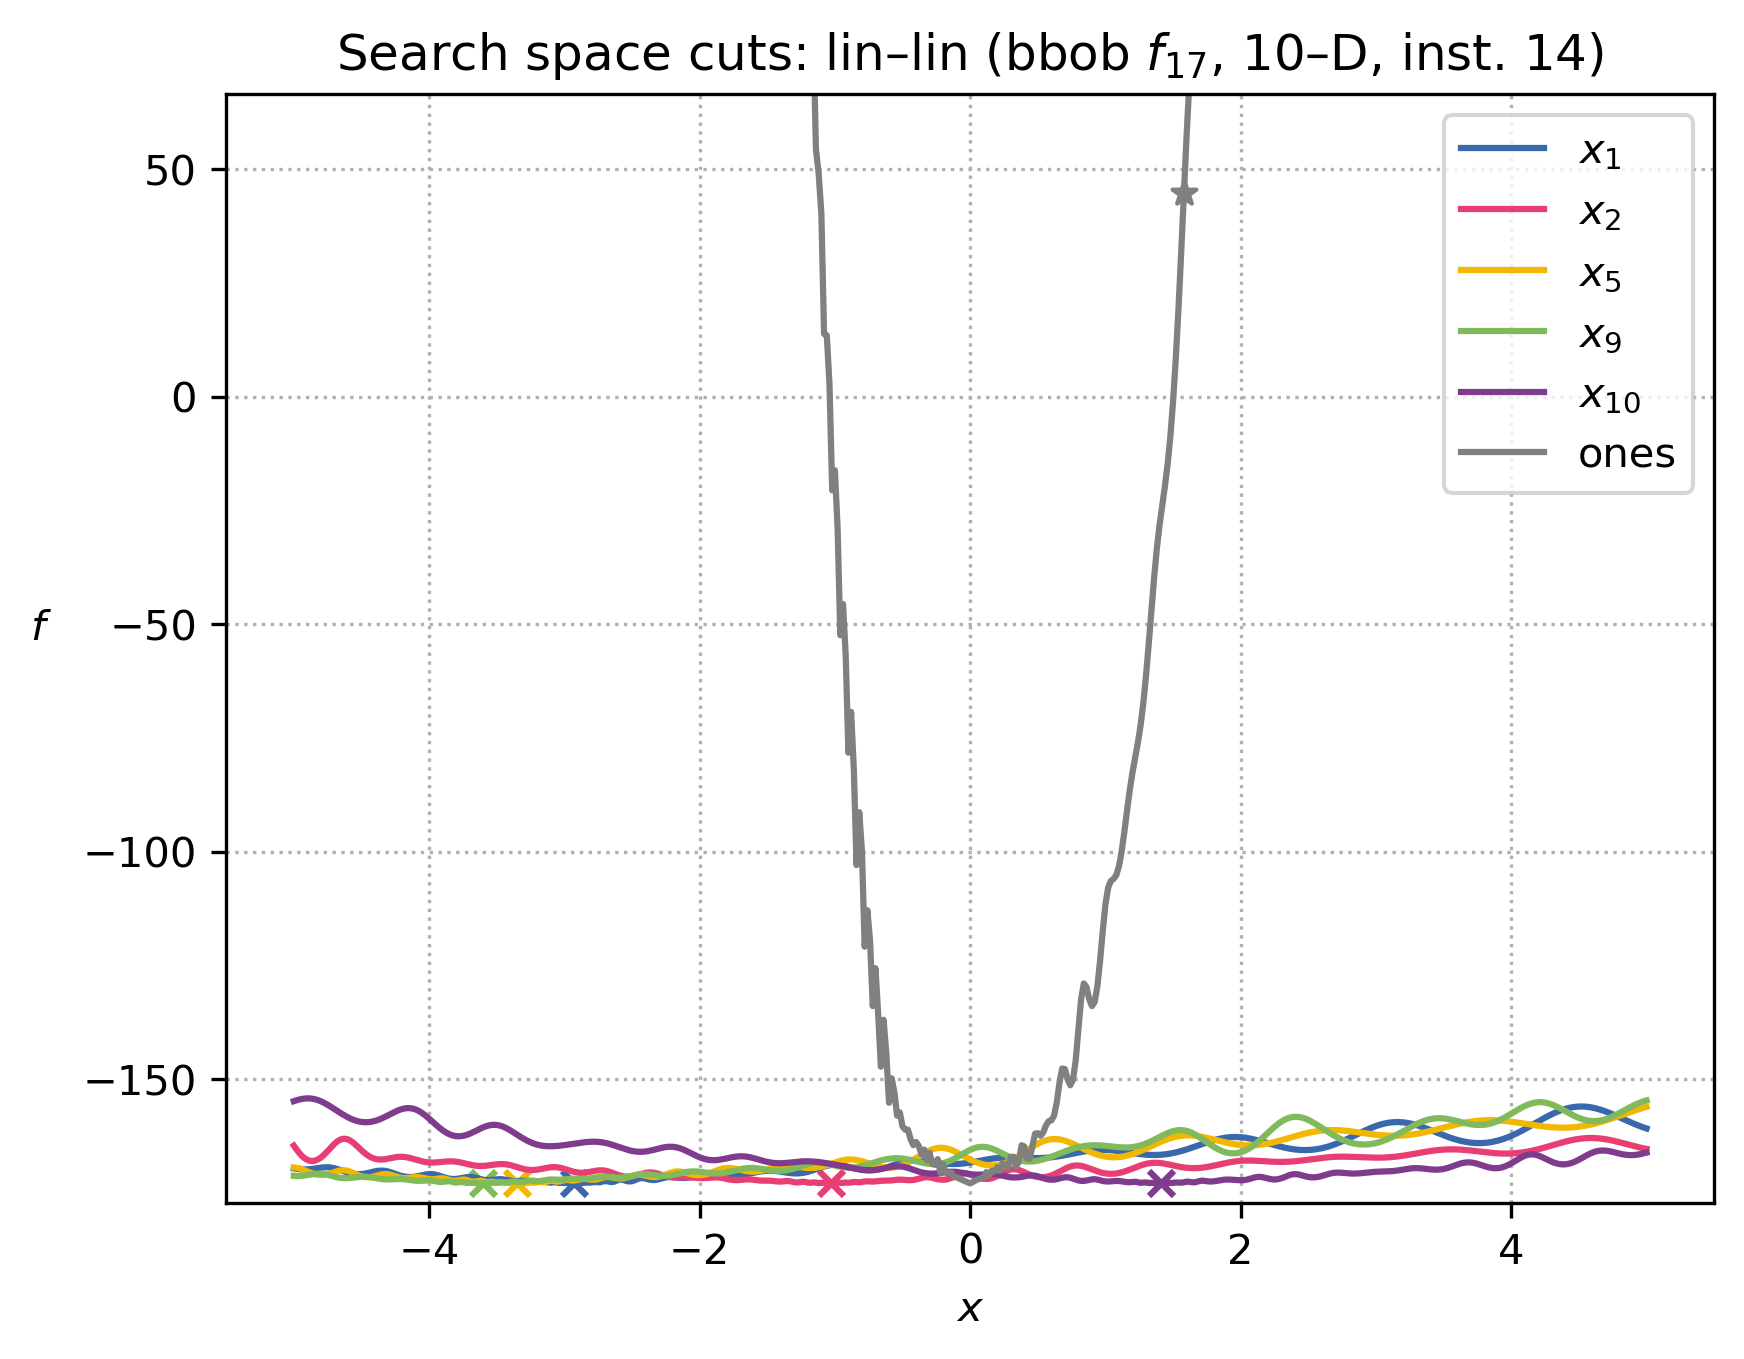 Search space cuts: lin–lin (bbob f₁₇, 10–D, inst. 14)
x₁
x₂
x₅
x₉
x₁₀
ones
50
0
−50
−100
−150
f
−4
−2
0
2
4
x